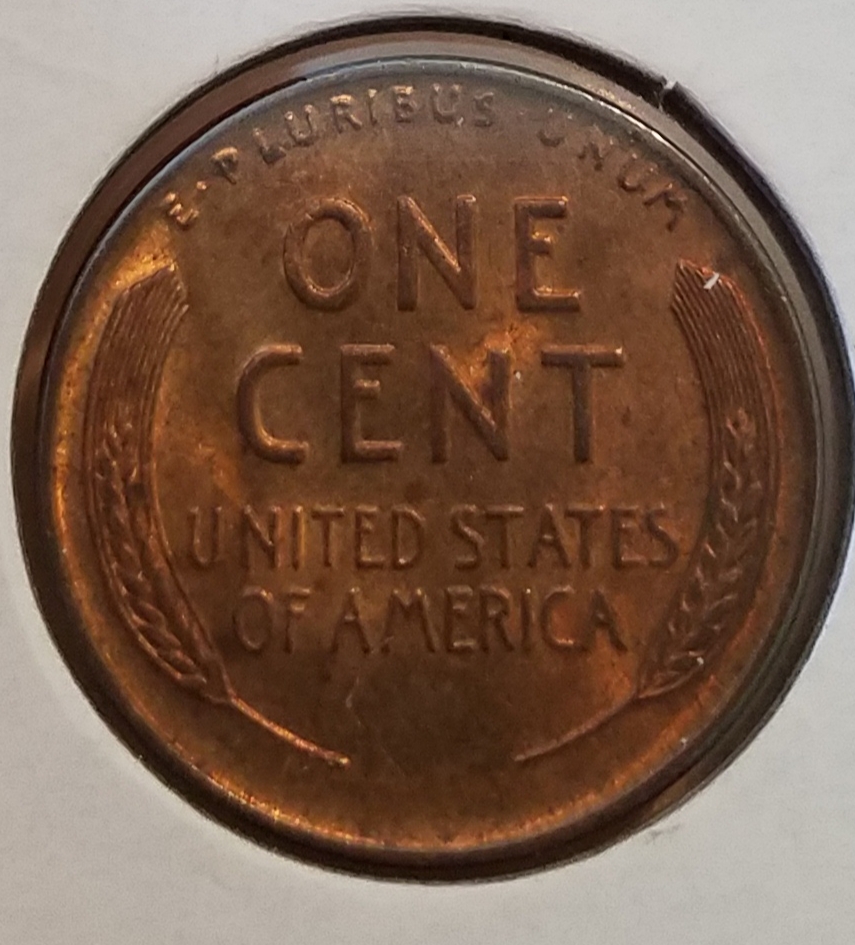 E·PLURIBUS·UNUM
ONE
CENT
UNITED STATES
OF AMERICA